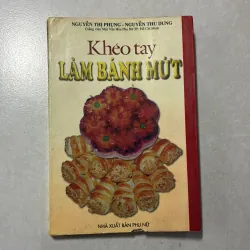 NGUYỄN THỊ PHỤNG - NGUYỄN THU DUNG
Khéo tay
LÀM BÁNH MỨT
NHÀ XUẤT BẢN PHỤ NỮ